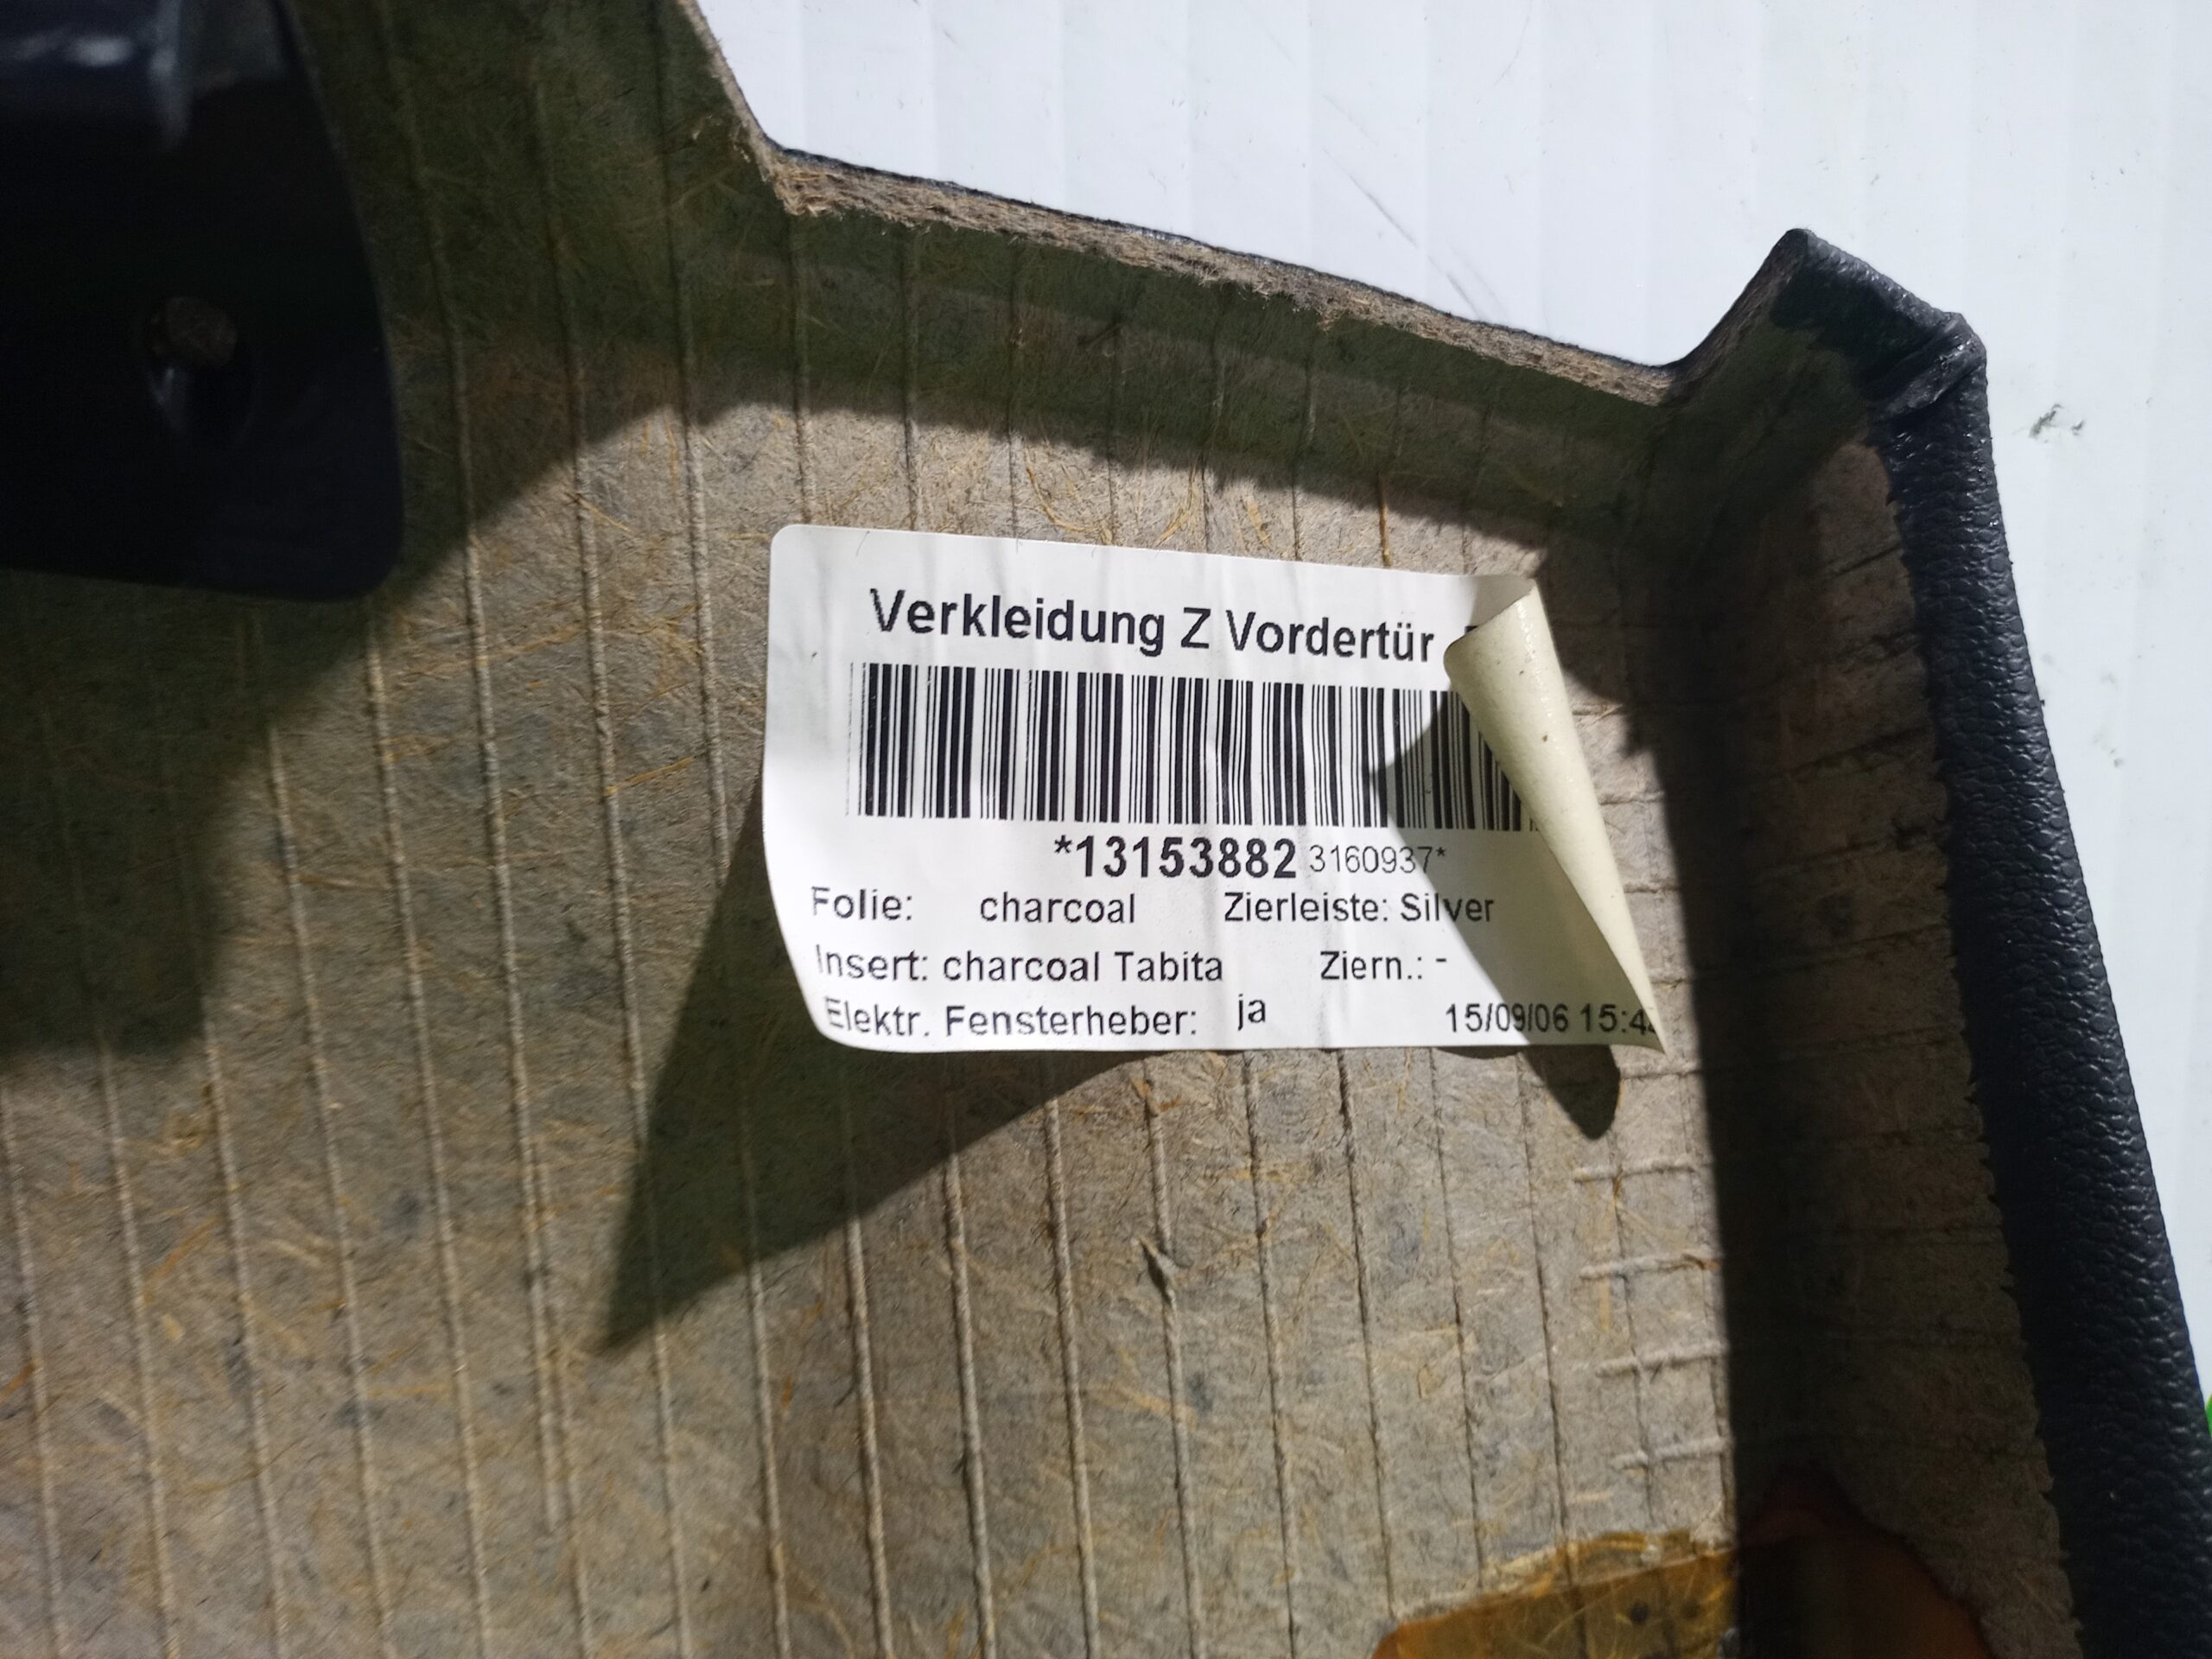 Verkleidung Z Vordertür
*13153882 3160937*
Folie: charcoal Zierleiste: Silver
Insert: charcoal Tabita Ziern.: -
Elektr. Fensterheber: ja 15/09/06